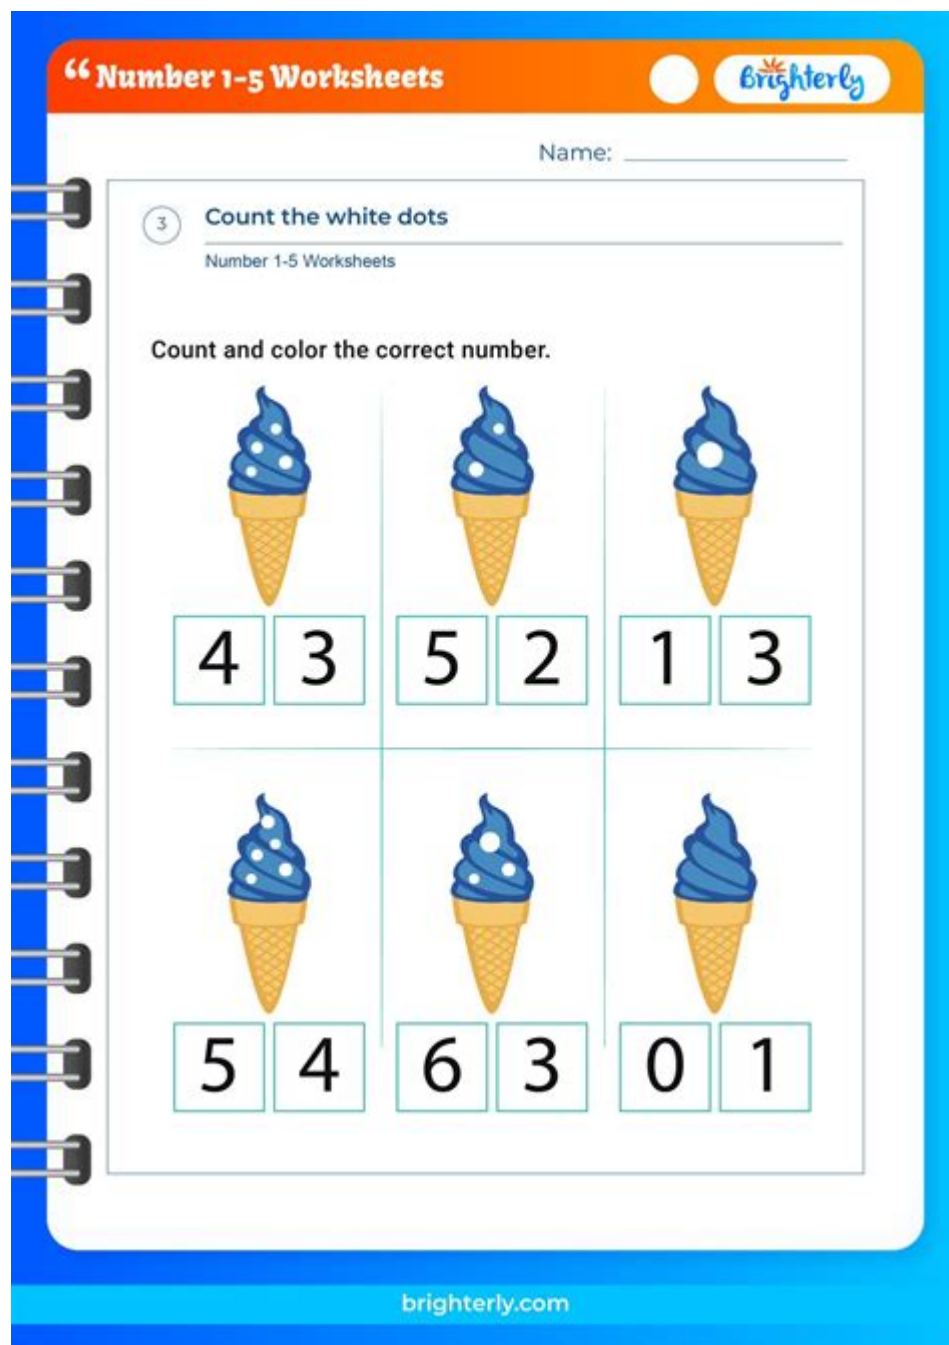 “ Number 1-5 Worksheets
Brighterly
Name:
3
Count the white dots
Number 1-5 Worksheets
Count and color the correct number.
4 3 5 2 1 3
5 4 6 3 0 1
brighterly.com